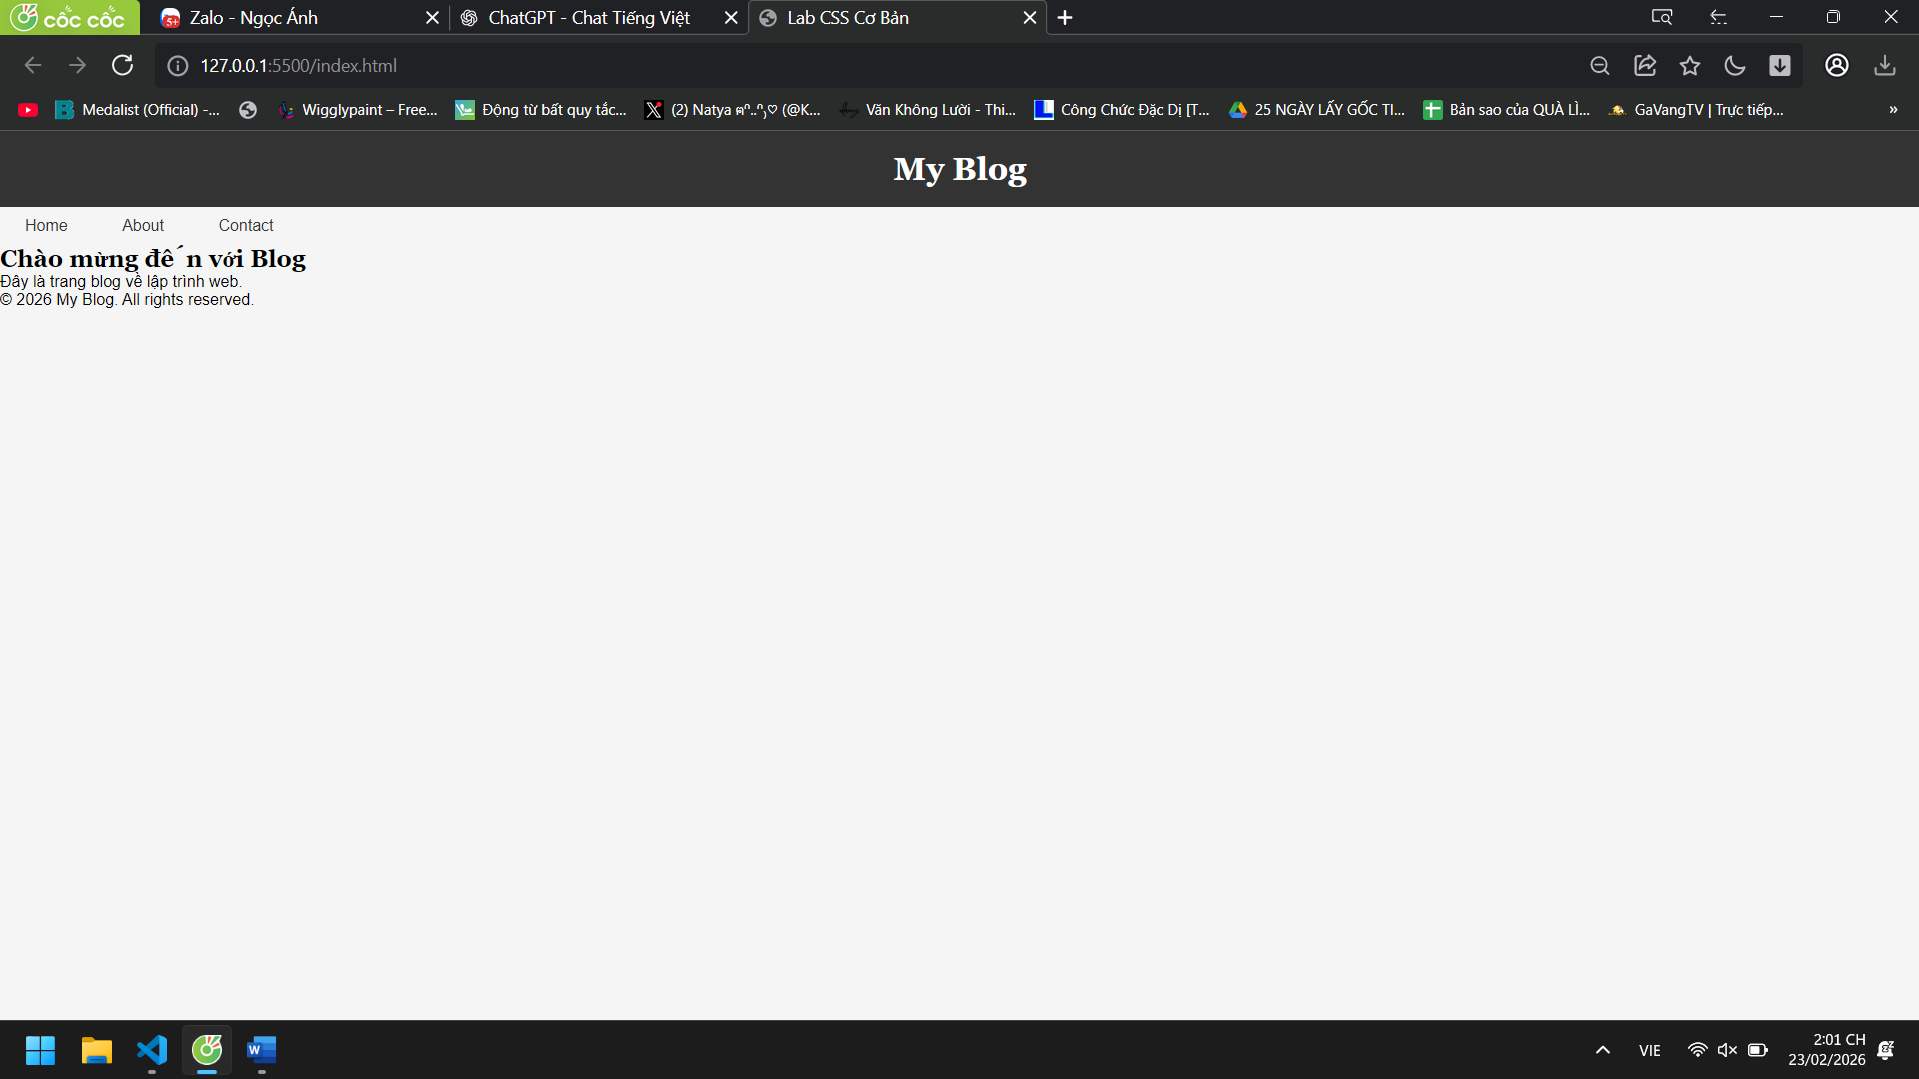 cốc cốc
Zalo - Ngọc Ánh
ChatGPT - Chat Tiếng Việt
Lab CSS Cơ Bản
127.0.0.1:5500/index.html
Medalist (Official) -...
Wigglypaint – Free...
Động từ bất quy tắc...
Văn Không Lười - Thi...
Công Chức Đặc Dị [T...
25 NGÀY LẤY GỐC TI...
Bản sao của QUÀ LÌ...
GaVangTV | Trực tiếp...
»
My Blog
Home About Contact
Chào mừng đến với Blog
Đây là trang blog về lập trình web.
© 2026 My Blog. All rights reserved.
VIE
2:01 CH
23/02/2026